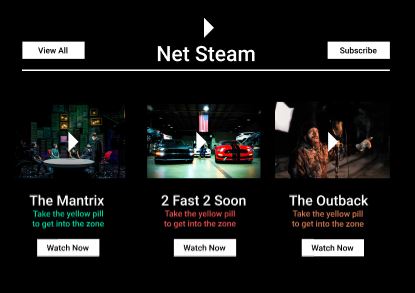 View All
Net Steam
Subscribe
The Mantrix
Take the yellow pill
to get into the zone
Watch Now
2 Fast 2 Soon
Take the yellow pill
to get into the zone
Watch Now
The Outback
Take the yellow pill
to get into the zone
Watch Now